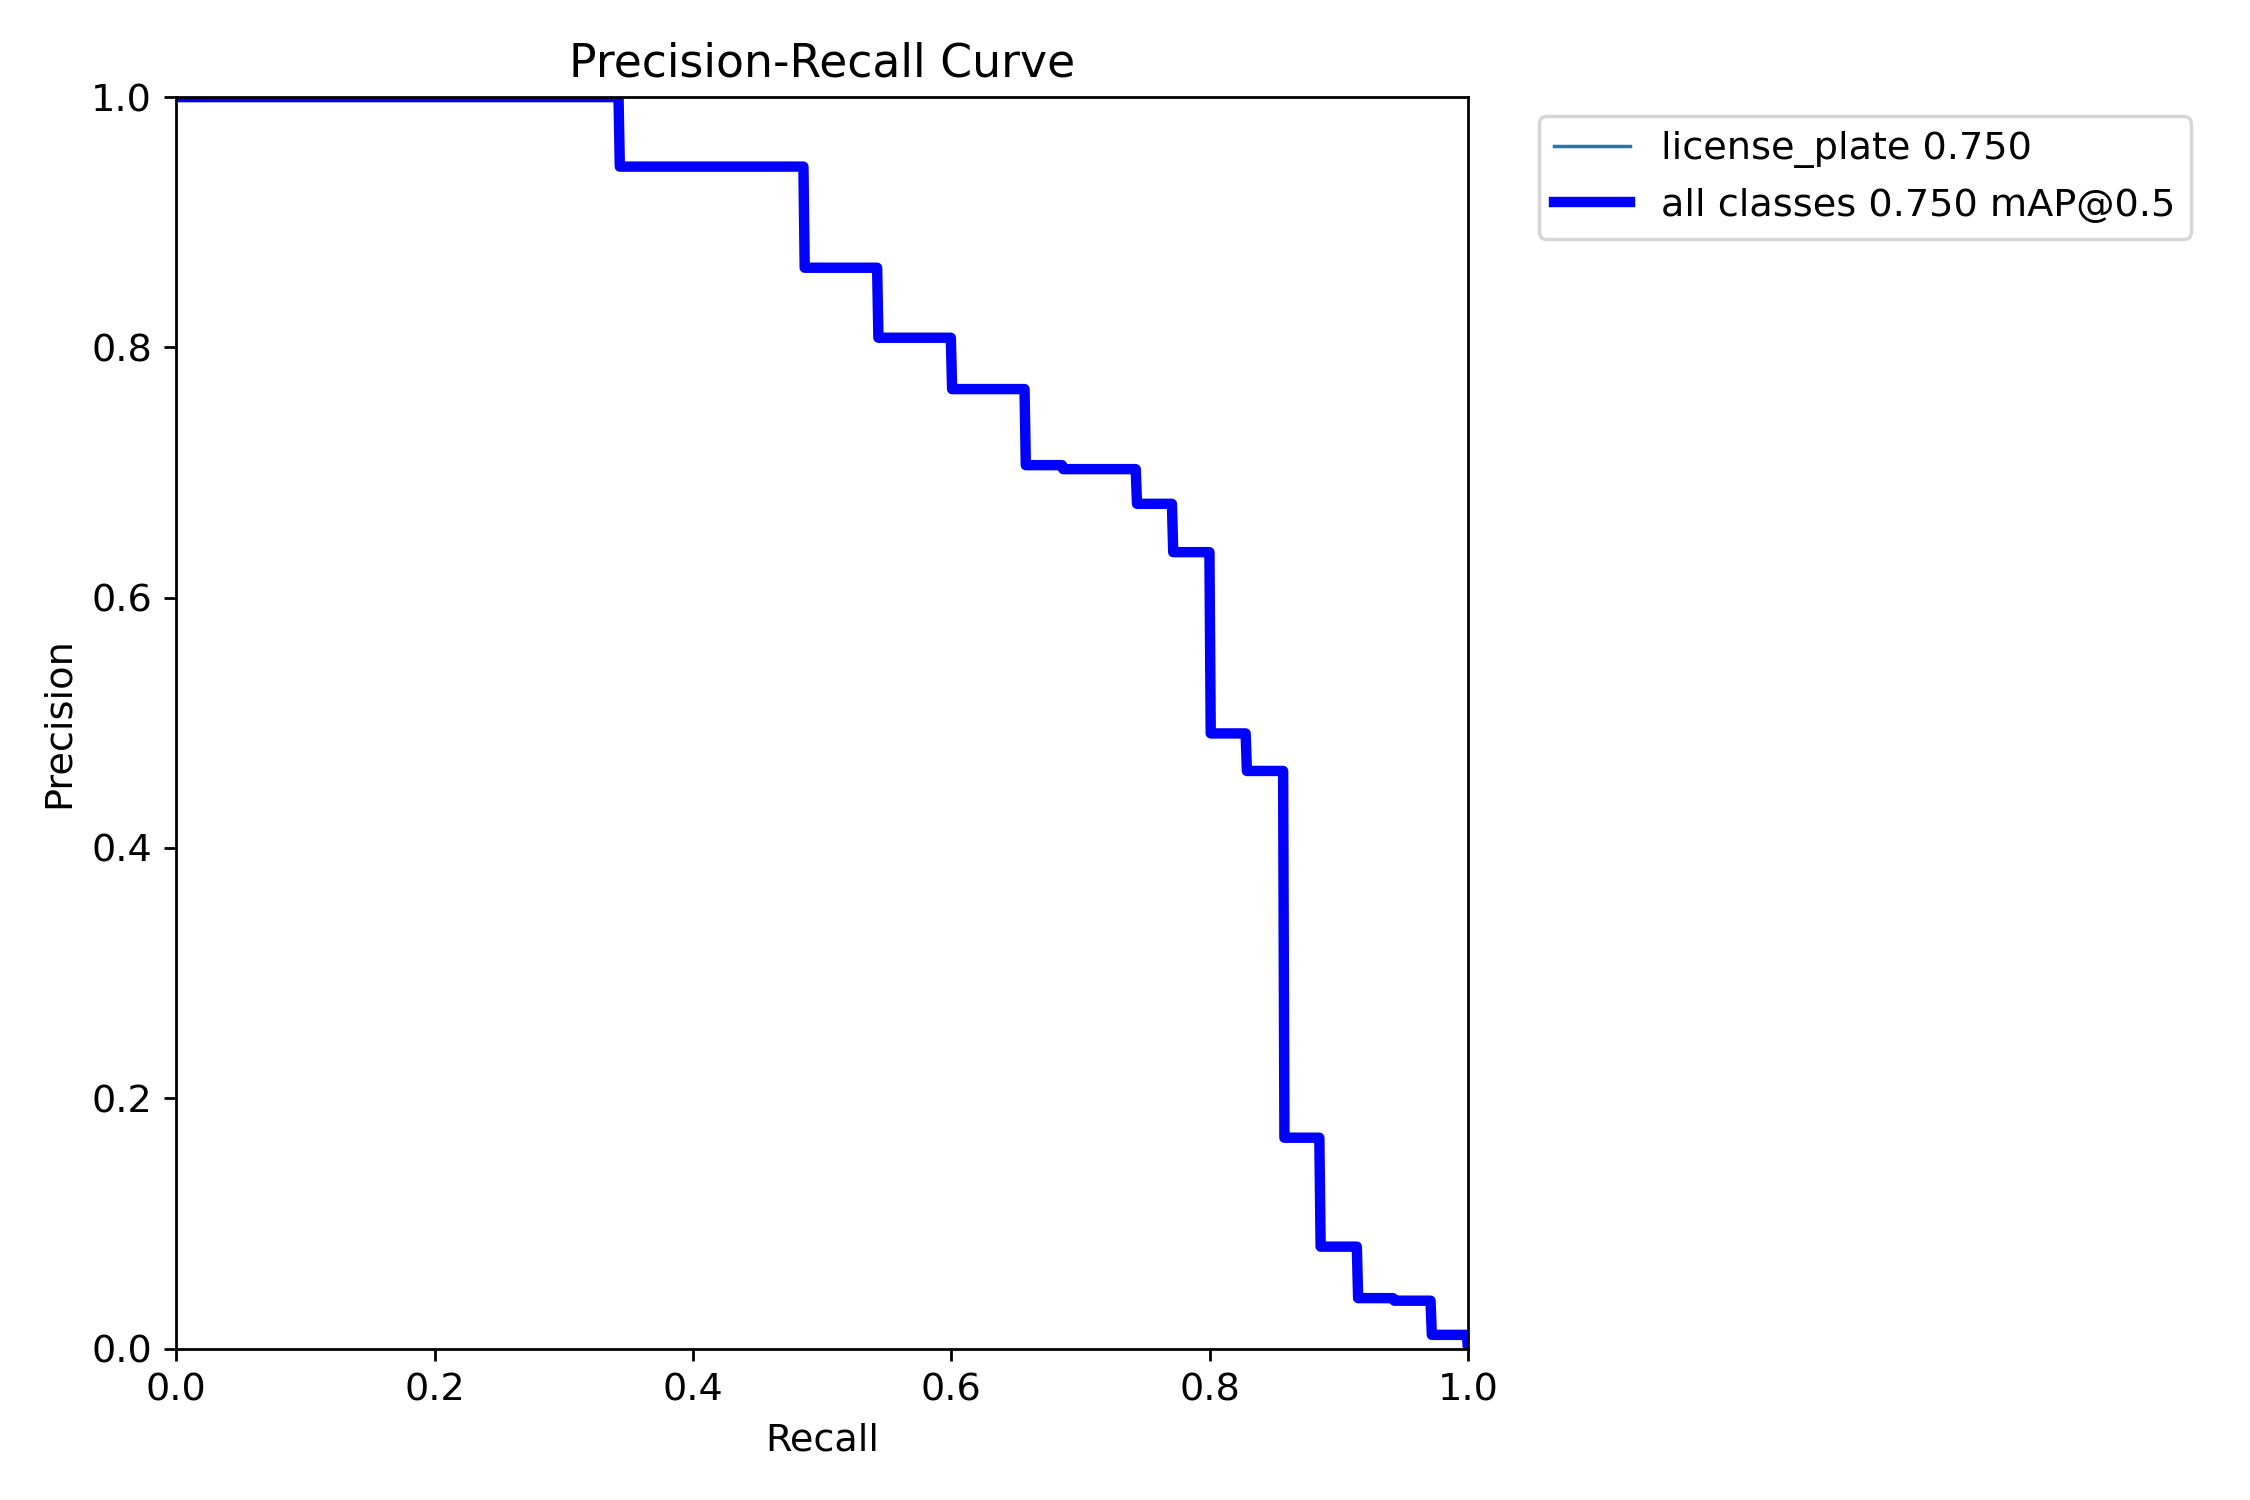 Precision-Recall Curve
1.0
0.8
0.6
0.4
0.2
0.0
Precision
0.0 0.2 0.4 0.6 0.8 1.0
Recall
license_plate 0.750
all classes 0.750 mAP@0.5